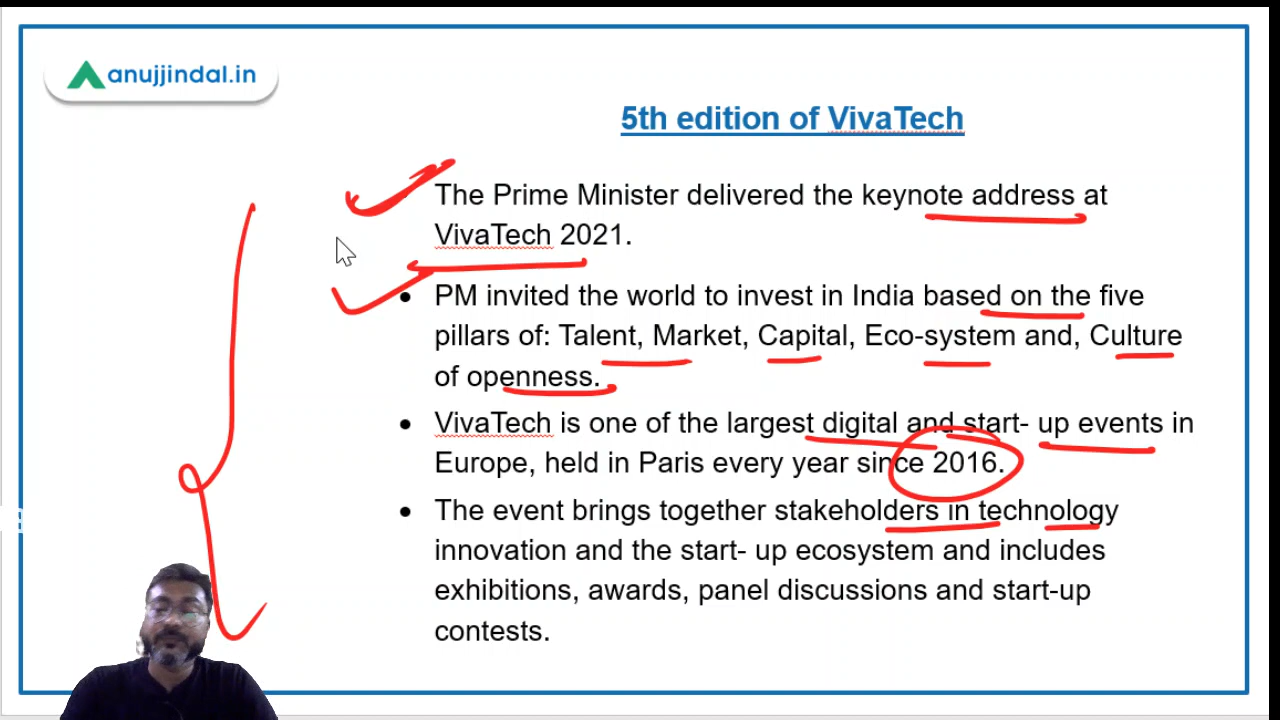 anujjindal.in
5th edition of VivaTech
The Prime Minister delivered the keynote address at
VivaTech 2021.
• PM invited the world to invest in India based on the five
pillars of: Talent, Market, Capital, Eco-system and, Culture
of openness.
• VivaTech is one of the largest digital and start- up events in
Europe, held in Paris every year since 2016.
• The event brings together stakeholders in technology
innovation and the start- up ecosystem and includes
exhibitions, awards, panel discussions and start-up
contests.